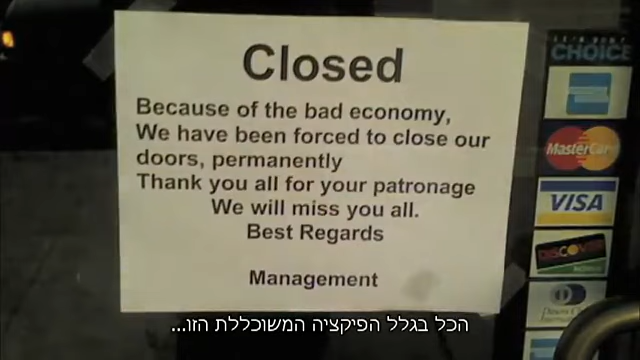 Closed
Because of the bad economy,
We have been forced to close our
doors, permanently
Thank you all for your patronage
We will miss you all.
Best Regards
Management
CHOICE
MasterCard
VISA
DISCOVER
הכל בגלל הפיקציה המשוכללת הזו...